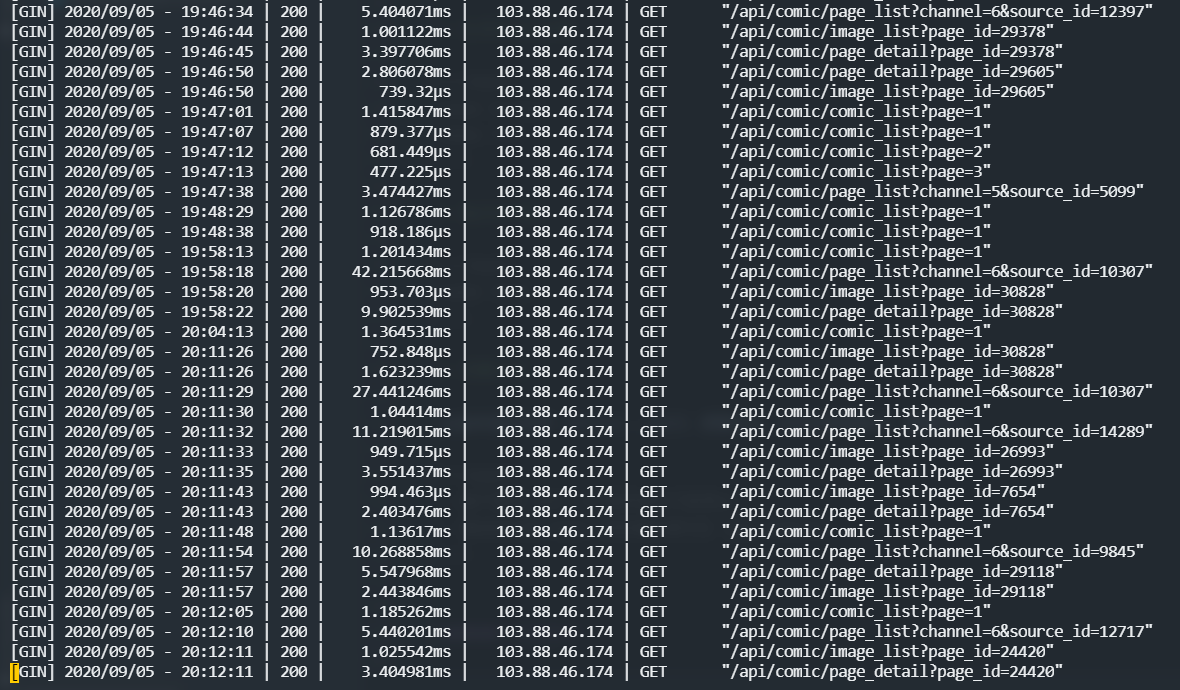 [GIN] 2020/09/05 - 19:46:34 | 200 |    5.404071ms |   103.88.46.174 | GET      "/api/comic/page_list?channel=6&source_id=12397"
[GIN] 2020/09/05 - 19:46:44 | 200 |    1.001122ms |   103.88.46.174 | GET      "/api/comic/image_list?page_id=29378"
[GIN] 2020/09/05 - 19:46:45 | 200 |    3.397706ms |   103.88.46.174 | GET      "/api/comic/page_detail?page_id=29378"
[GIN] 2020/09/05 - 19:46:50 | 200 |    2.806078ms |   103.88.46.174 | GET      "/api/comic/page_detail?page_id=29605"
[GIN] 2020/09/05 - 19:46:50 | 200 |      739.32µs |   103.88.46.174 | GET      "/api/comic/image_list?page_id=29605"
[GIN] 2020/09/05 - 19:47:01 | 200 |    1.415847ms |   103.88.46.174 | GET      "/api/comic/comic_list?page=1"
[GIN] 2020/09/05 - 19:47:07 | 200 |     879.377µs |   103.88.46.174 | GET      "/api/comic/comic_list?page=1"
[GIN] 2020/09/05 - 19:47:12 | 200 |     681.449µs |   103.88.46.174 | GET      "/api/comic/comic_list?page=2"
[GIN] 2020/09/05 - 19:47:13 | 200 |     477.225µs |   103.88.46.174 | GET      "/api/comic/comic_list?page=3"
[GIN] 2020/09/05 - 19:47:38 | 200 |    3.474427ms |   103.88.46.174 | GET      "/api/comic/page_list?channel=5&source_id=5099"
[GIN] 2020/09/05 - 19:48:29 | 200 |    1.126786ms |   103.88.46.174 | GET      "/api/comic/comic_list?page=1"
[GIN] 2020/09/05 - 19:48:38 | 200 |     918.186µs |   103.88.46.174 | GET      "/api/comic/comic_list?page=1"
[GIN] 2020/09/05 - 19:58:13 | 200 |    1.201434ms |   103.88.46.174 | GET      "/api/comic/comic_list?page=1"
[GIN] 2020/09/05 - 19:58:18 | 200 |   42.215668ms |   103.88.46.174 | GET      "/api/comic/page_list?channel=6&source_id=10307"
[GIN] 2020/09/05 - 19:58:20 | 200 |     953.703µs |   103.88.46.174 | GET      "/api/comic/image_list?page_id=30828"
[GIN] 2020/09/05 - 19:58:22 | 200 |    9.902539ms |   103.88.46.174 | GET      "/api/comic/page_detail?page_id=30828"
[GIN] 2020/09/05 - 20:04:13 | 200 |    1.364531ms |   103.88.46.174 | GET      "/api/comic/comic_list?page=1"
[GIN] 2020/09/05 - 20:11:26 | 200 |     752.848µs |   103.88.46.174 | GET      "/api/comic/image_list?page_id=30828"
[GIN] 2020/09/05 - 20:11:26 | 200 |    1.623239ms |   103.88.46.174 | GET      "/api/comic/page_detail?page_id=30828"
[GIN] 2020/09/05 - 20:11:29 | 200 |   27.441246ms |   103.88.46.174 | GET      "/api/comic/page_list?channel=6&source_id=10307"
[GIN] 2020/09/05 - 20:11:30 | 200 |     1.04414ms |   103.88.46.174 | GET      "/api/comic/comic_list?page=1"
[GIN] 2020/09/05 - 20:11:32 | 200 |   11.219015ms |   103.88.46.174 | GET      "/api/comic/page_list?channel=6&source_id=14289"
[GIN] 2020/09/05 - 20:11:33 | 200 |     949.715µs |   103.88.46.174 | GET      "/api/comic/image_list?page_id=26993"
[GIN] 2020/09/05 - 20:11:35 | 200 |    3.551437ms |   103.88.46.174 | GET      "/api/comic/page_detail?page_id=26993"
[GIN] 2020/09/05 - 20:11:43 | 200 |     994.463µs |   103.88.46.174 | GET      "/api/comic/image_list?page_id=7654"
[GIN] 2020/09/05 - 20:11:43 | 200 |    2.403476ms |   103.88.46.174 | GET      "/api/comic/page_detail?page_id=7654"
[GIN] 2020/09/05 - 20:11:48 | 200 |     1.13617ms |   103.88.46.174 | GET      "/api/comic/comic_list?page=1"
[GIN] 2020/09/05 - 20:11:54 | 200 |   10.268858ms |   103.88.46.174 | GET      "/api/comic/page_list?channel=6&source_id=9845"
[GIN] 2020/09/05 - 20:11:57 | 200 |    5.547968ms |   103.88.46.174 | GET      "/api/comic/page_detail?page_id=29118"
[GIN] 2020/09/05 - 20:11:57 | 200 |    2.443846ms |   103.88.46.174 | GET      "/api/comic/image_list?page_id=29118"
[GIN] 2020/09/05 - 20:12:05 | 200 |    1.185262ms |   103.88.46.174 | GET      "/api/comic/comic_list?page=1"
[GIN] 2020/09/05 - 20:12:10 | 200 |    5.440201ms |   103.88.46.174 | GET      "/api/comic/page_list?channel=6&source_id=12717"
[GIN] 2020/09/05 - 20:12:11 | 200 |    1.025542ms |   103.88.46.174 | GET      "/api/comic/image_list?page_id=24420"
[GIN] 2020/09/05 - 20:12:11 | 200 |    3.404981ms |   103.88.46.174 | GET      "/api/comic/page_detail?page_id=24420"